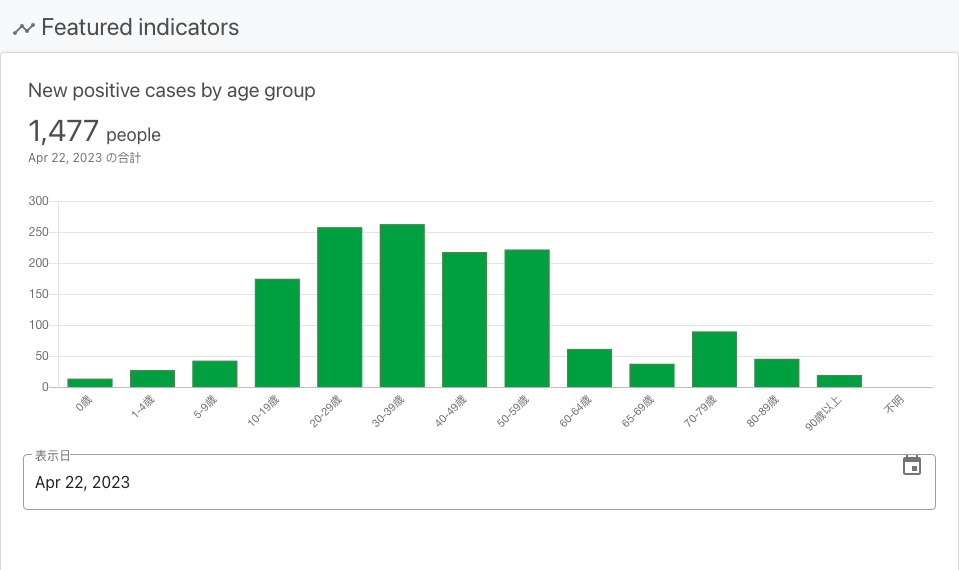 Featured indicators
New positive cases by age group
1,477 people
Apr 22, 2023 の合計
300
250
200
150
100
50
0
0歳
1-4歳
5-9歳
10-19歳
20-29歳
30-39歳
40-49歳
50-59歳
60-64歳
65-69歳
70-79歳
80-89歳
90歳以上
不明
表示日
Apr 22, 2023